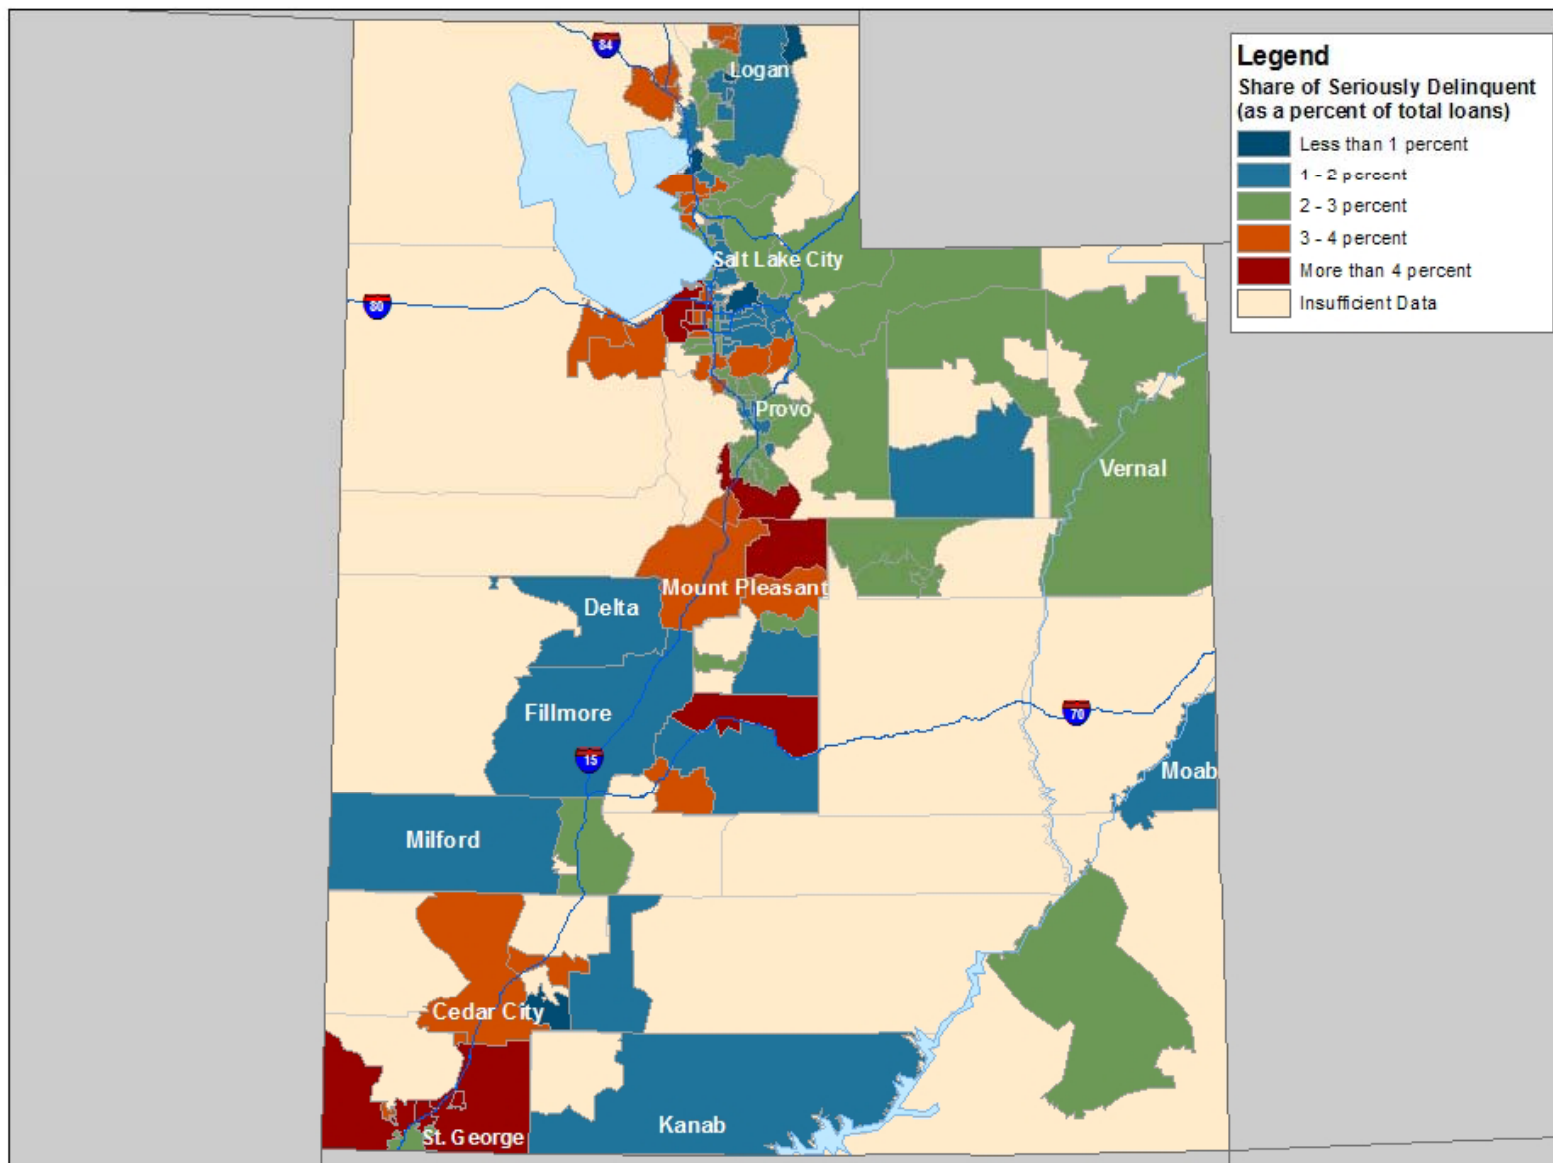 84
Logan
Legend
Share of Seriously Delinquent
(as a percent of total loans)
Less than 1 percent
1 - 2 percent
2 - 3 percent
3 - 4 percent
More than 4 percent
Insufficient Data
Salt Lake City
80
Provo
Vernal
Mount Pleasant
Delta
Fillmore
70
15
Moab
Milford
Cedar City
Kanab
St. George